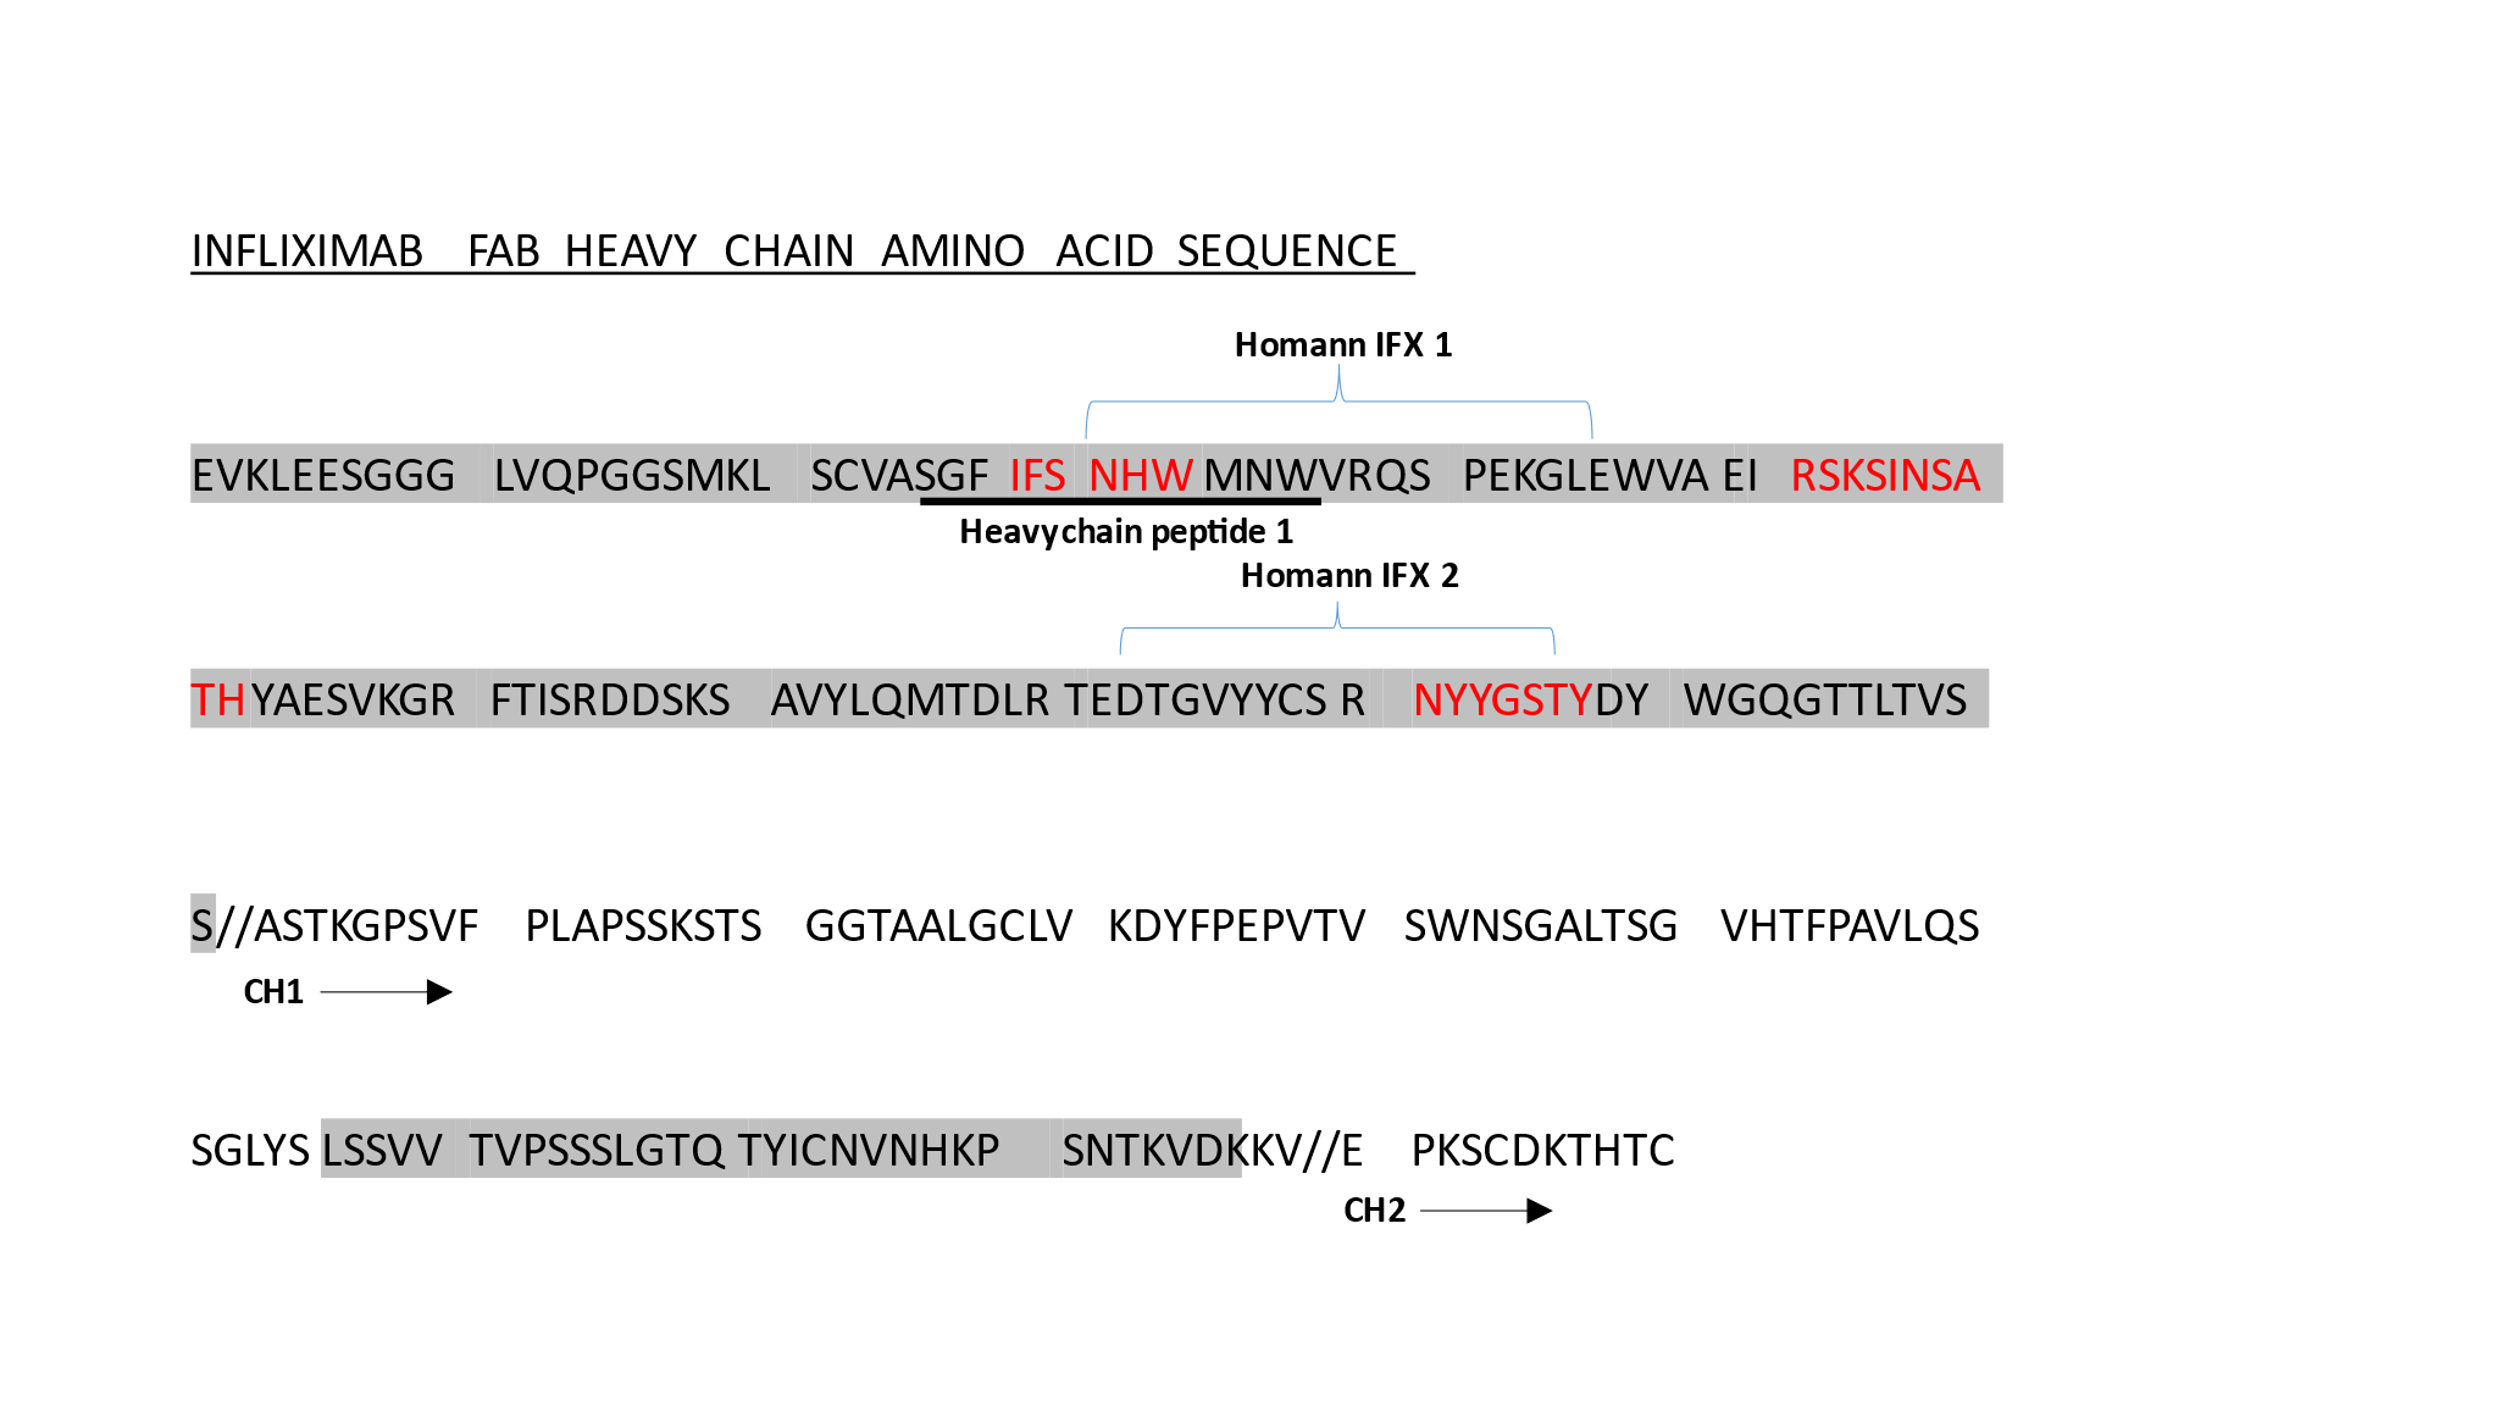 INFLIXIMAB FAB HEAVY CHAIN AMINO ACID SEQUENCE
Homann IFX 1
EVKLEESGGG LVQPGGSMKL SCVASGF IFS NHW MNWVRQS PEKGLEWVA EI RSKSINSA
Heavy chain peptide 1
Homann IFX 2
TH YAESVKGR FTISRDDSKS AVYLQMTDLR TEDTGVYYCS R NYYGSTYDY WGQGTTLTVS
S//ASTKGPSVF PLAPSSKSTS GGTAALGCLV KDYFPEPVTV SWNSGALTSG VHTFPAVLQS
CH1
SGLYS LSSVV TVPSSSLGTQ TYICNVNHKP SNTKVDKKV//E PKSCDKTHTC
CH2